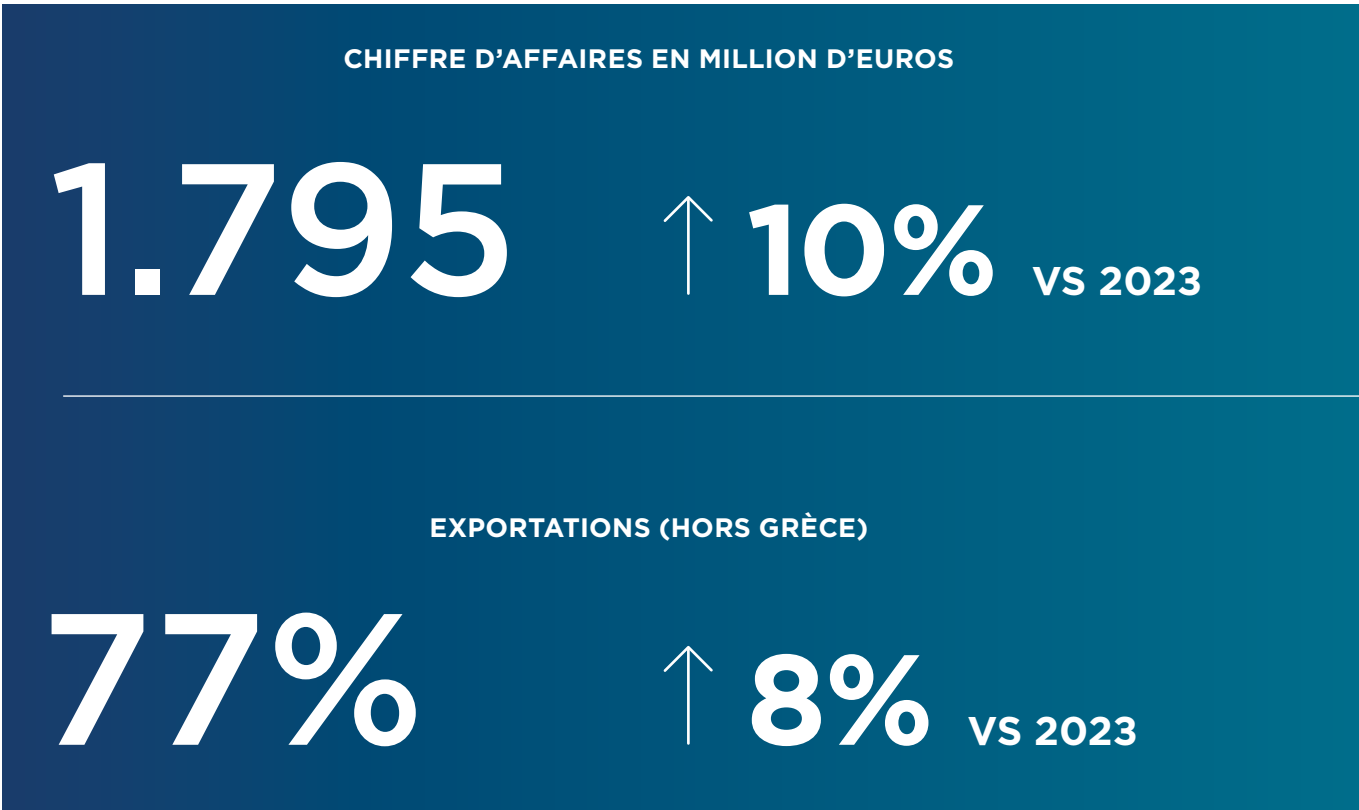 CHIFFRE D’AFFAIRES EN MILLION D’EUROS
1.795 ↑ 10% VS 2023
EXPORTATIONS (HORS GRÈCE)
77% ↑ 8% VS 2023